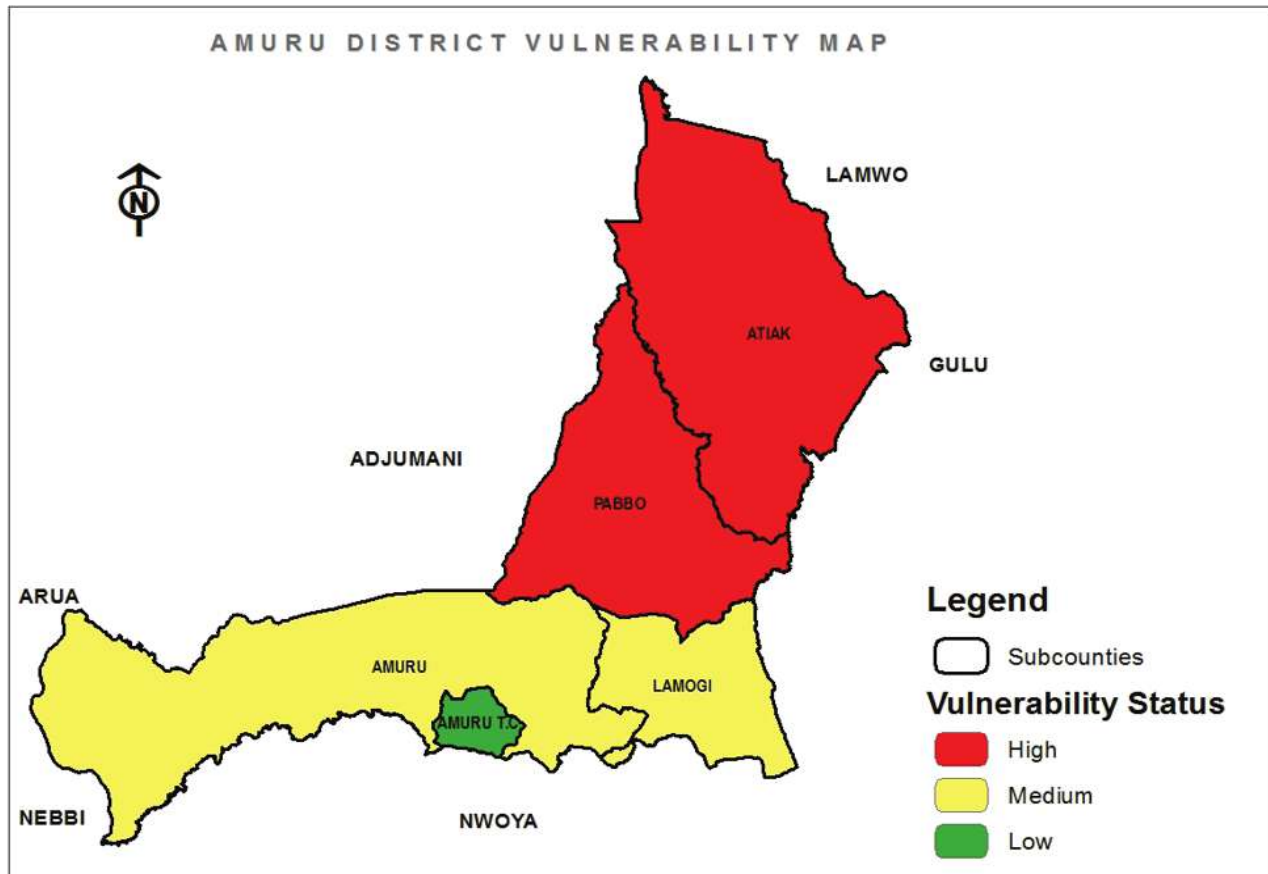 AMURU DISTRICT VULNERABILITY MAP
N
LAMWO
ATIAK
GULU
ADJUMANI
PABBO
ARUA
AMURU
LAMOGI
AMURU T.C
NEBBI
NWOYA
Legend
Subcounties
Vulnerability Status
High
Medium
Low